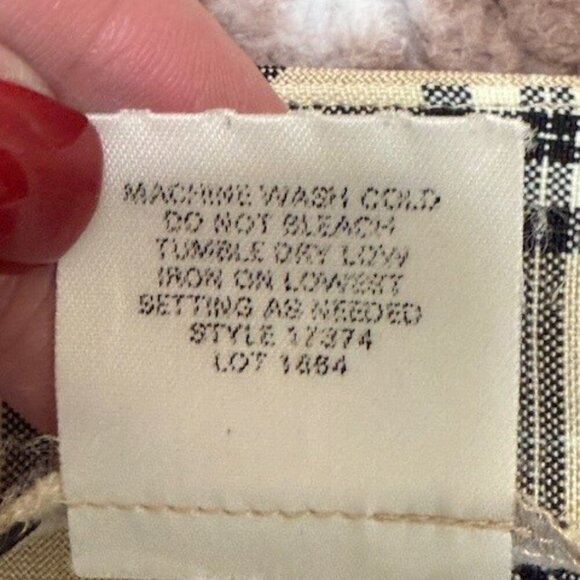 MACHINE WASH COLD
DO NOT BLEACH
TUMBLE DRY LOW
IRON ON LOWEST
SETTING AS NEEDED
STYLE 17374
LOT 1864